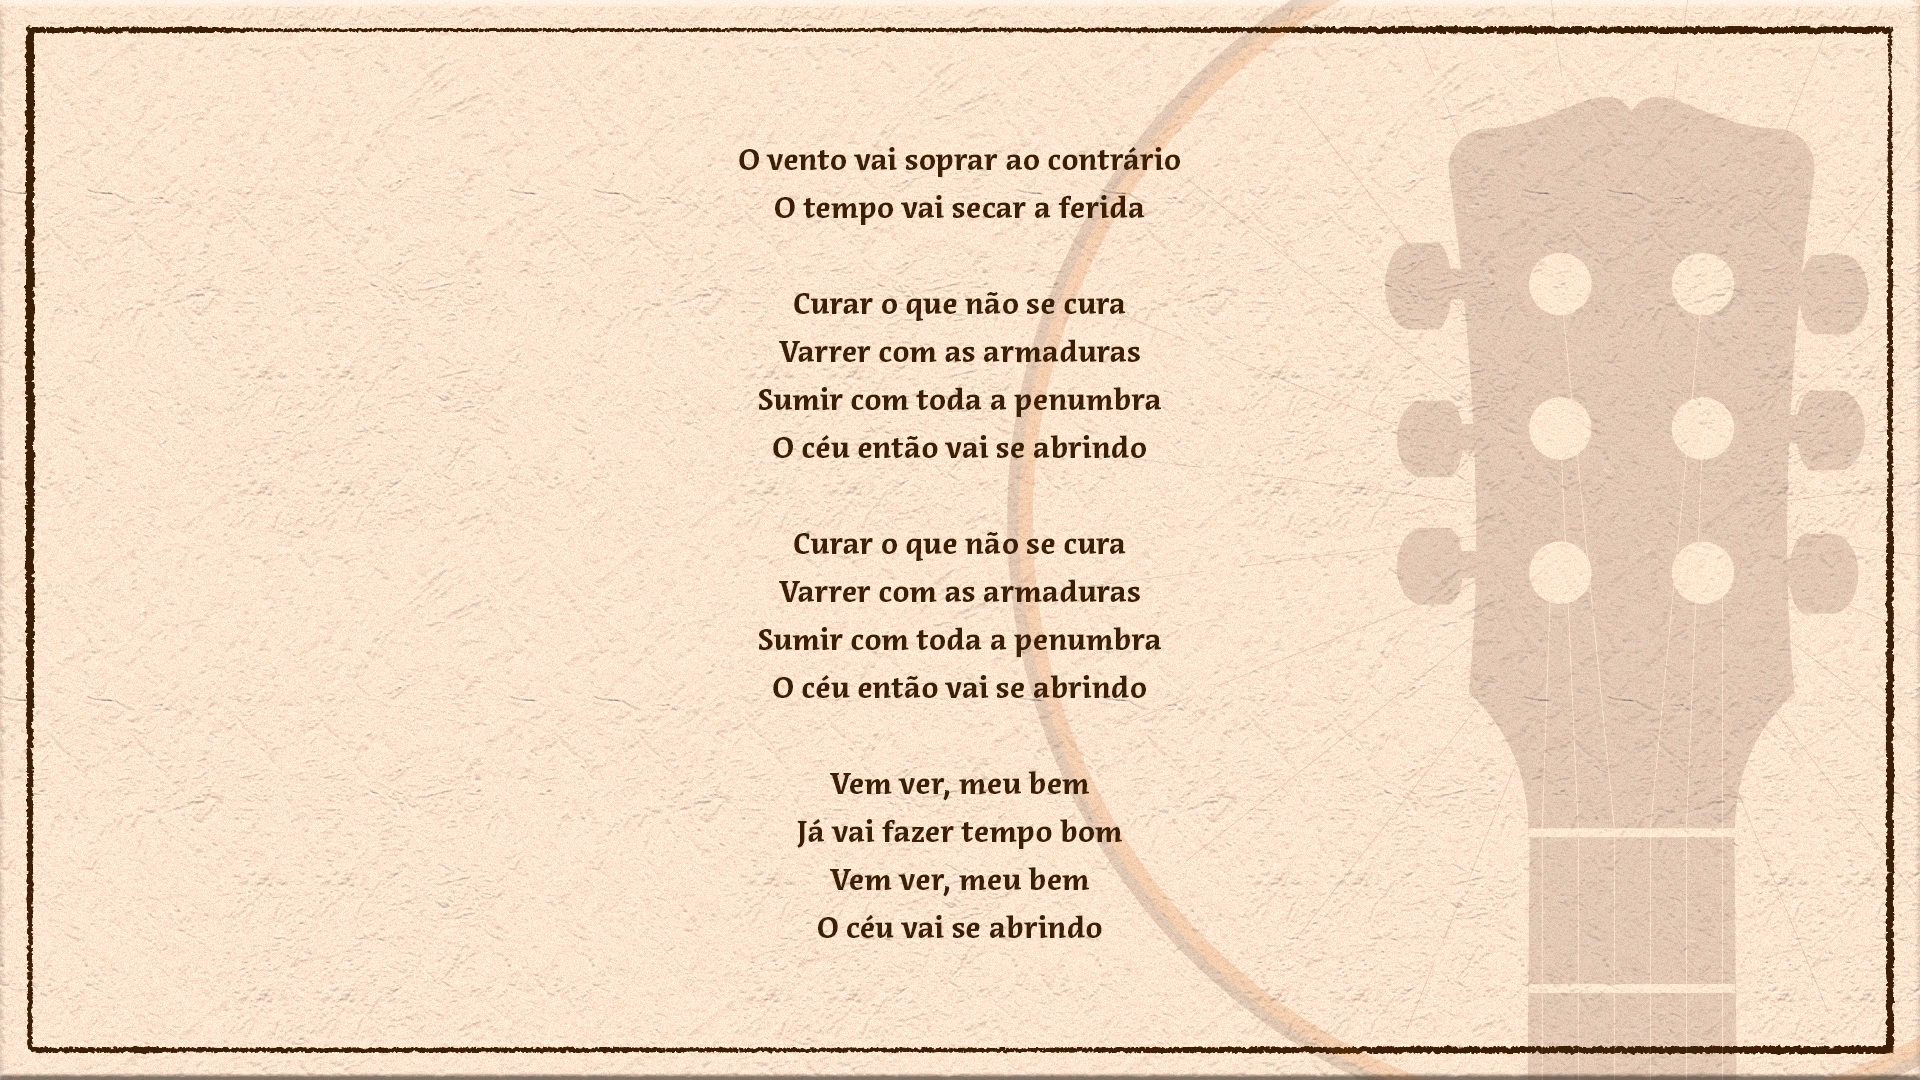 O vento vai soprar ao contrário
O tempo vai secar a ferida
Curar o que não se cura
Varrer com as armaduras
Sumir com toda a penumbra
O céu então vai se abrindo
Curar o que não se cura
Varrer com as armaduras
Sumir com toda a penumbra
O céu então vai se abrindo
Vem ver, meu bem
Já vai fazer tempo bom
Vem ver, meu bem
O céu vai se abrindo